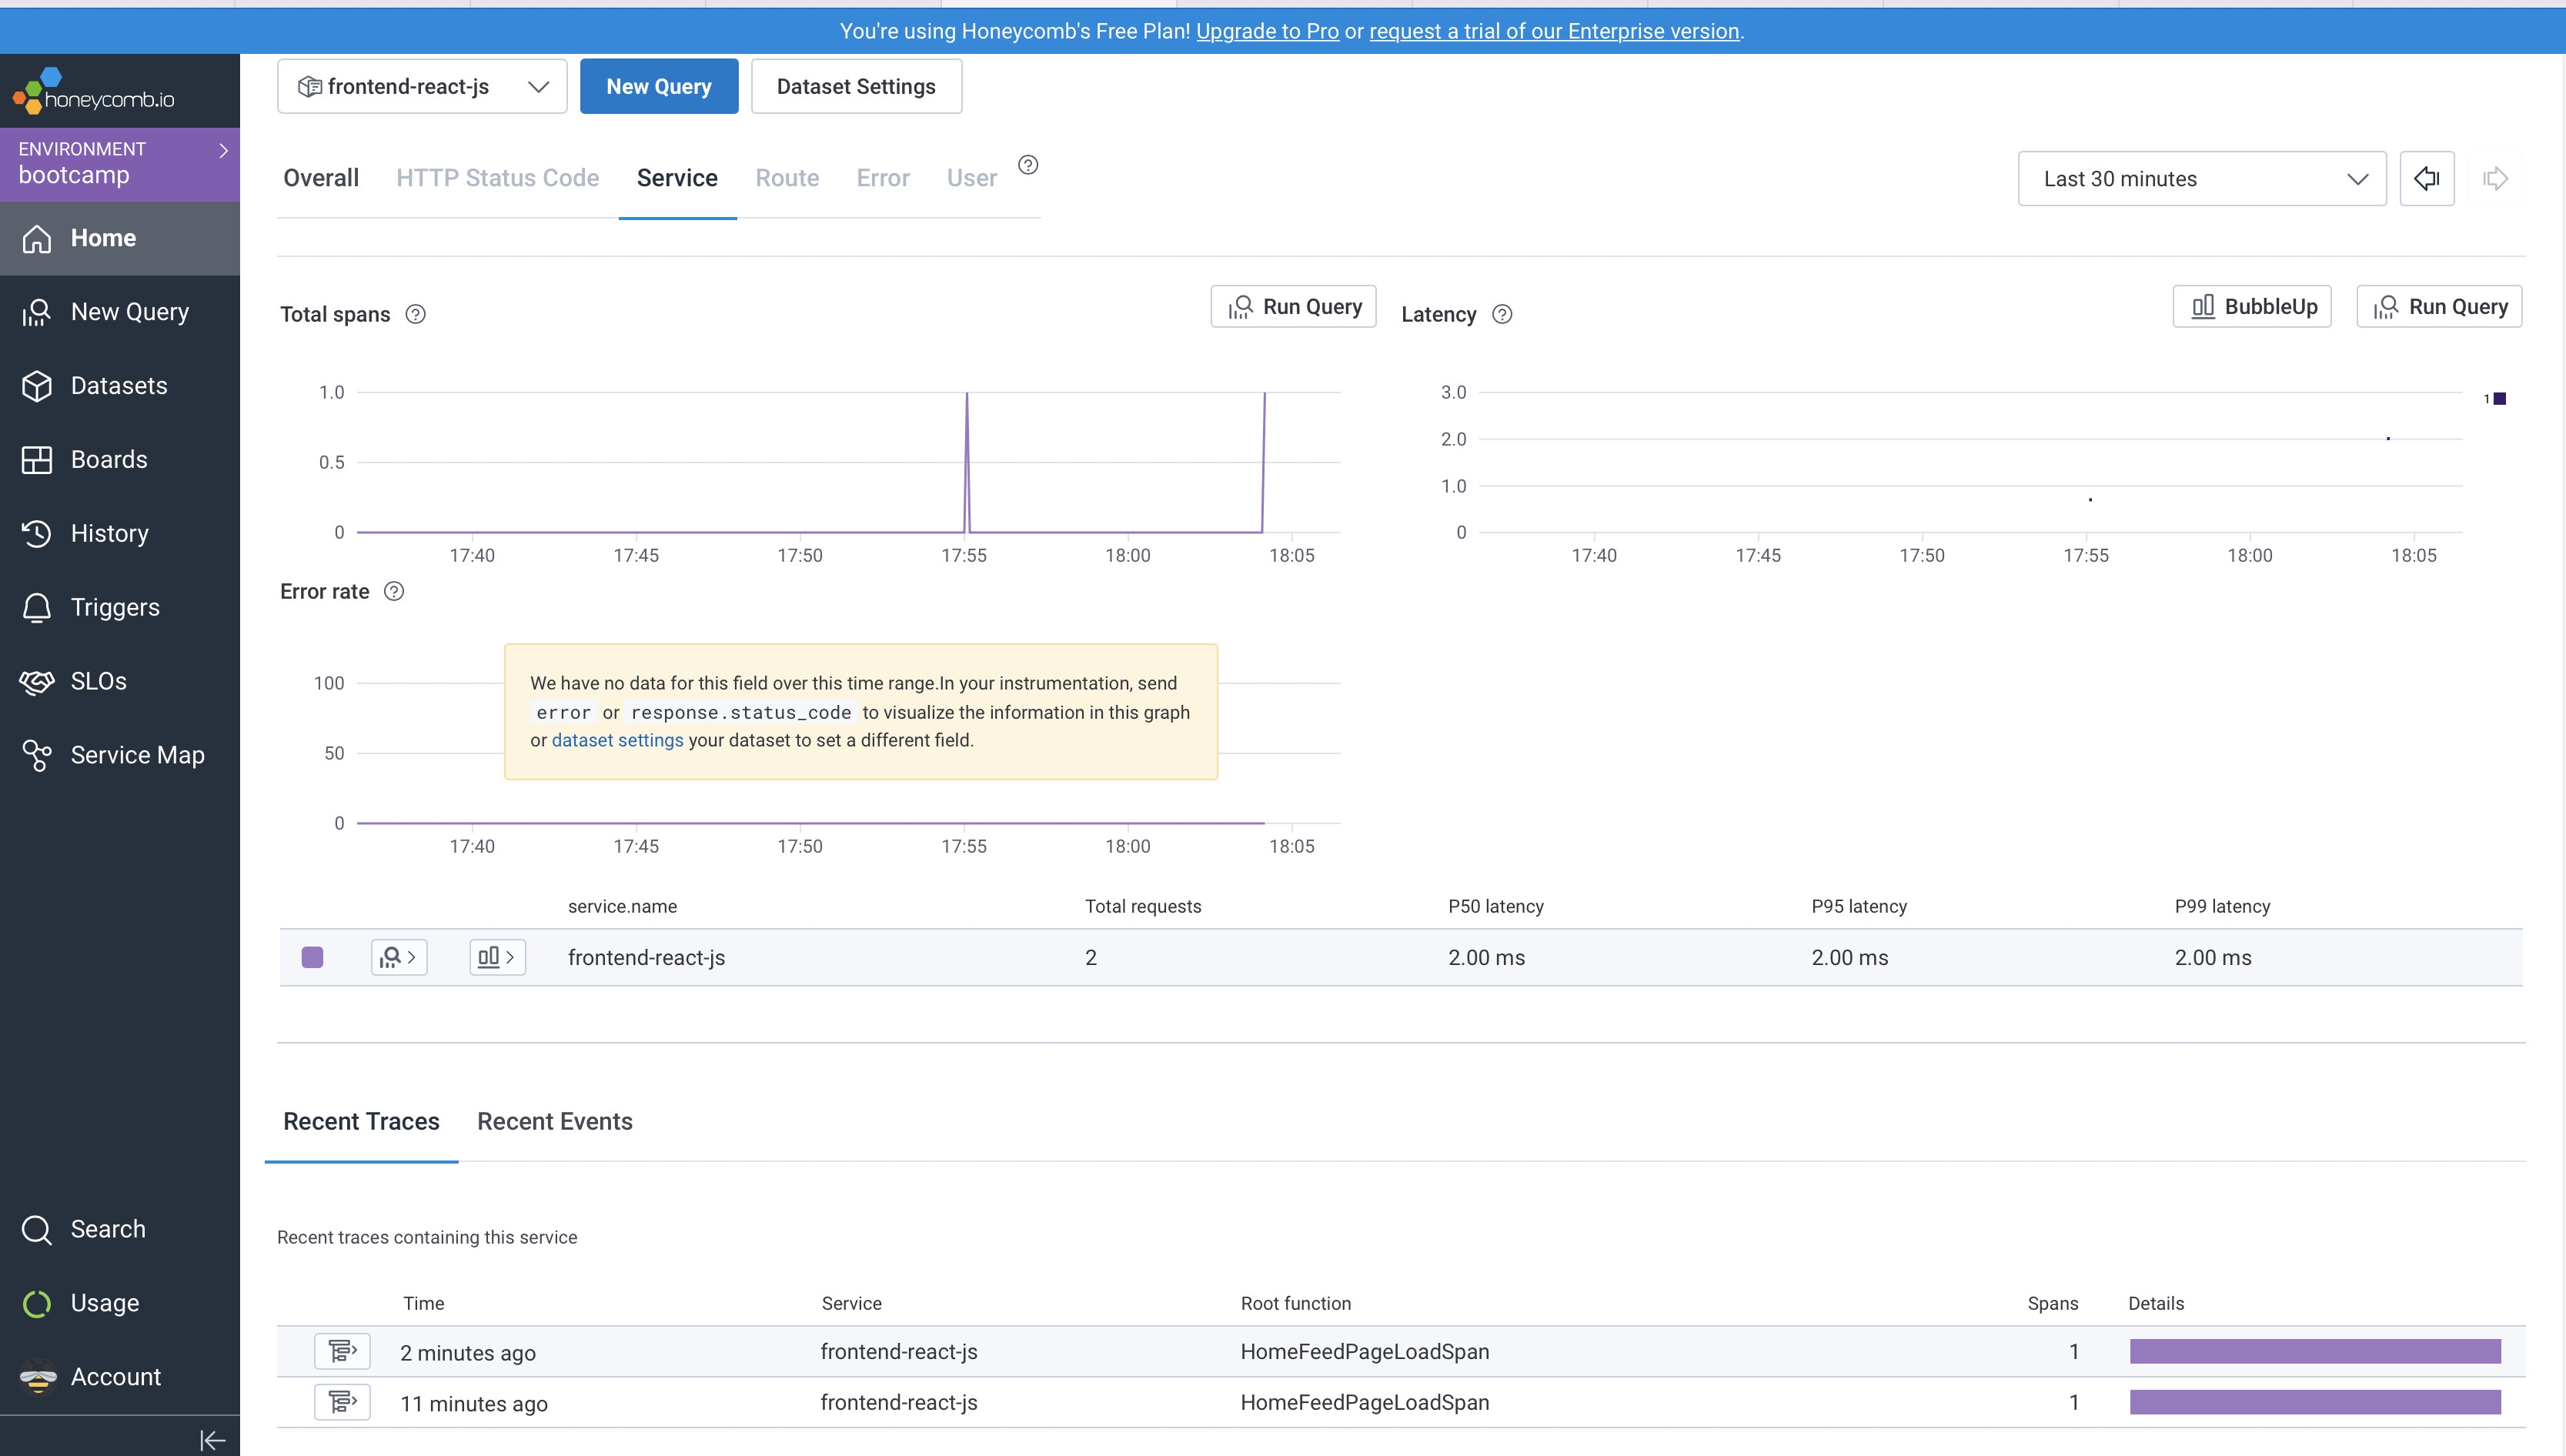 You're using Honeycomb's Free Plan! Upgrade to Pro or request a trial of our Enterprise version.
honeycomb.io
ENVIRONMENT
bootcamp
Home
New Query
Datasets
Boards
History
Triggers
SLOs
Service Map
Search
Usage
Account
frontend-react-js
New Query
Dataset Settings
Overall HTTP Status Code Service Route Error User
Last 30 minutes
Total spans
Run Query
1.0
0.5
0
17:40 17:45 17:50 17:55 18:00 18:05
Latency
BubbleUp
Run Query
3.0
2.0
1.0
0
1
17:40 17:45 17:50 17:55 18:00 18:05
Error rate
100
50
0
We have no data for this field over this time range.In your instrumentation, send
error or response.status_code to visualize the information in this graph
or dataset settings your dataset to set a different field.
17:40 17:45 17:50 17:55 18:00 18:05
service.name Total requests P50 latency P95 latency P99 latency
frontend-react-js 2 2.00 ms 2.00 ms 2.00 ms
Recent Traces Recent Events
Recent traces containing this service
Time Service Root function Spans Details
2 minutes ago frontend-react-js HomeFeedPageLoadSpan 1
11 minutes ago frontend-react-js HomeFeedPageLoadSpan 1